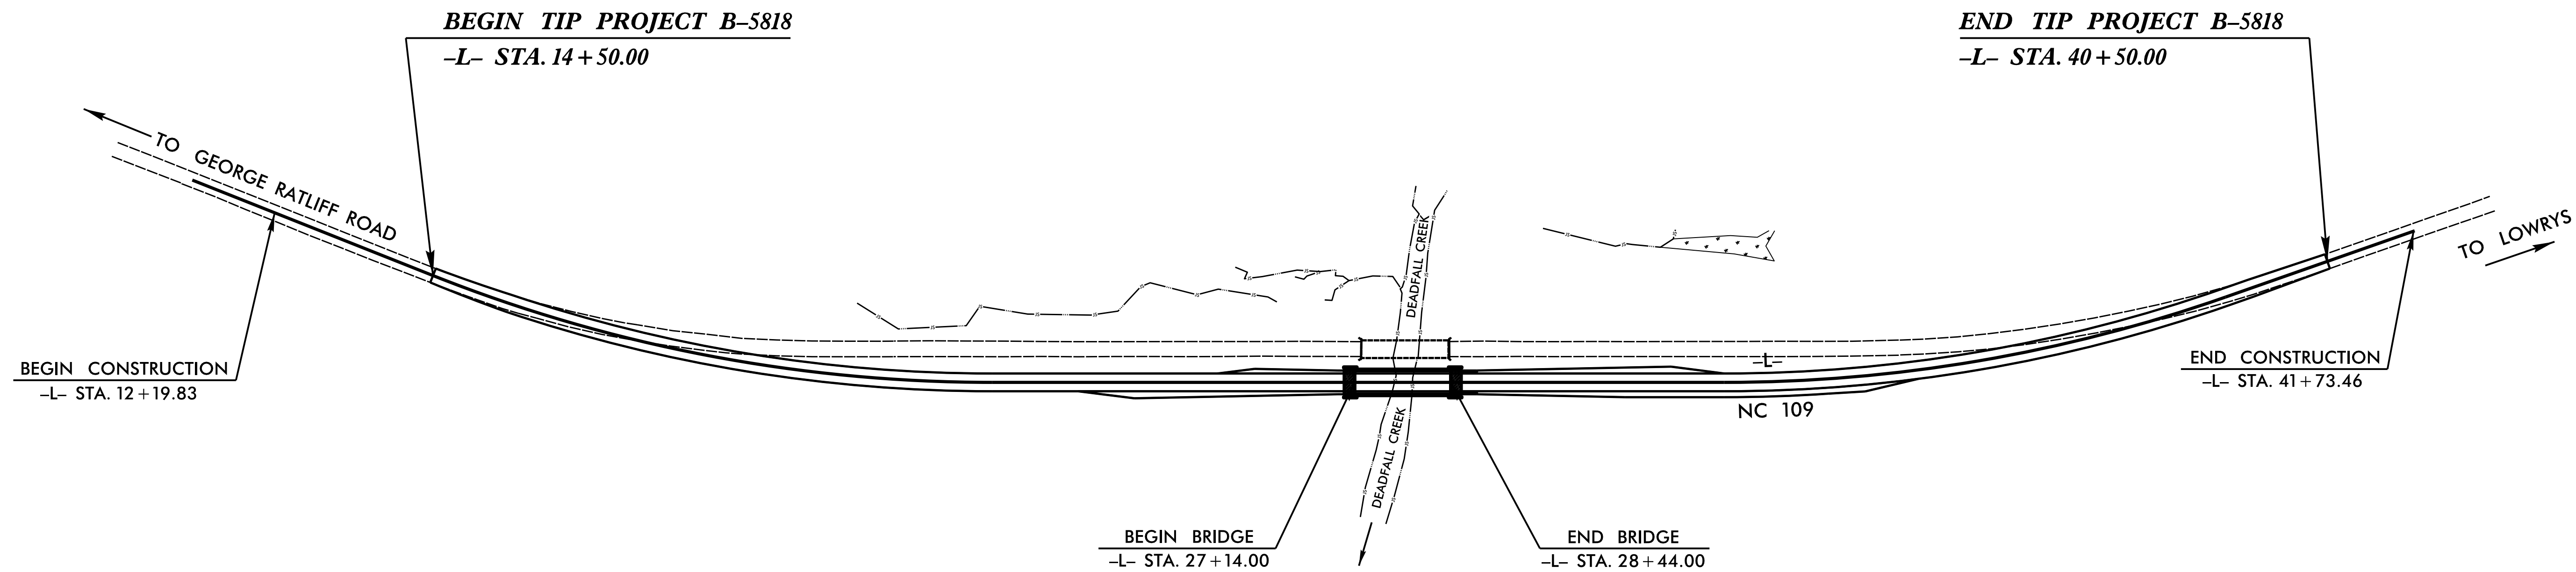 BEGIN TIP PROJECT B–5818
–L– STA. 14+50.00
END TIP PROJECT B–5818
–L– STA. 40+50.00
TO GEORGE RATLIFF ROAD
DEADFALL CREEK
TO LOWRYS
BEGIN CONSTRUCTION
–L– STA. 12+19.83
–L–
END CONSTRUCTION
–L– STA. 41+73.46
NC 109
DEADFALL CREEK
BEGIN BRIDGE
–L– STA. 27+14.00
END BRIDGE
–L– STA. 28+44.00